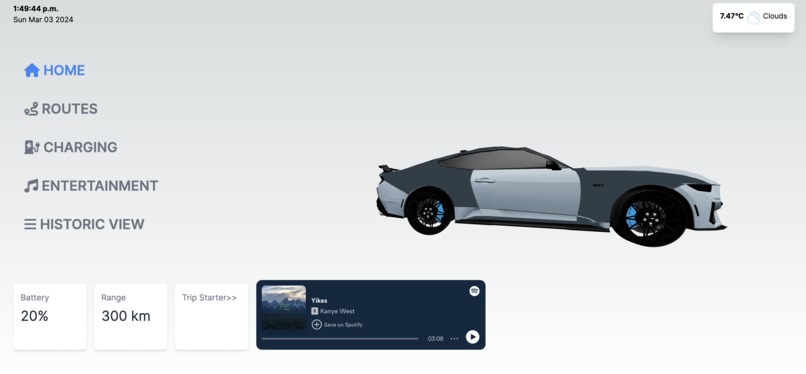 1:49:44 p.m.
Sun Mar 03 2024
7.47°C Clouds
HOME
ROUTES
CHARGING
ENTERTAINMENT
HISTORIC VIEW
Battery
20%
Range
300 km
Trip Starter>>
Yikes
E Kanye West
Save on Spotify
03:08